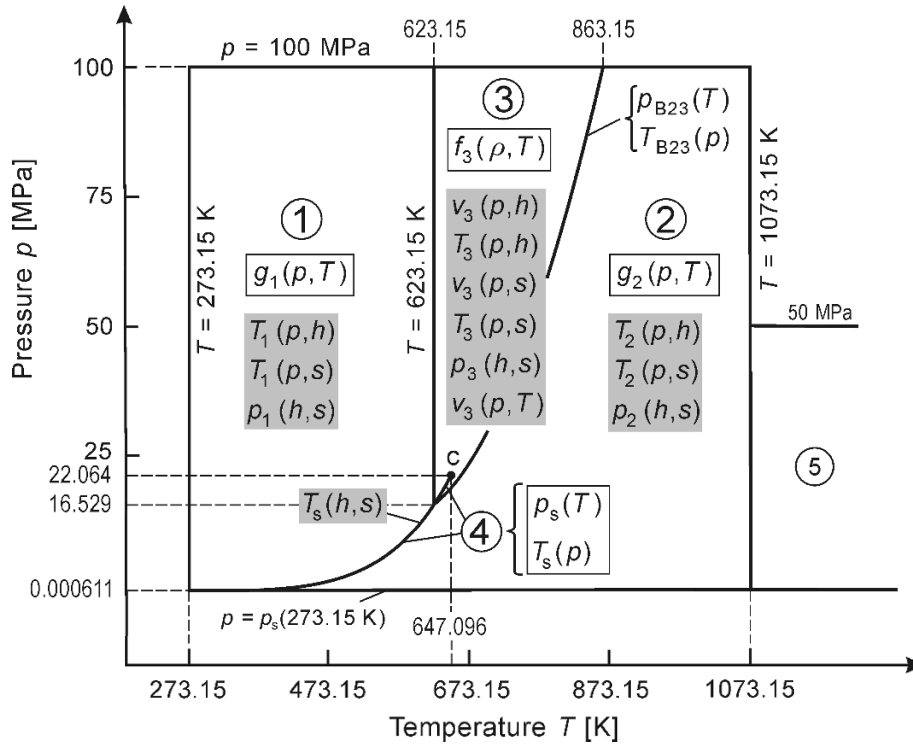 623.15 863.15
p = 100 MPa
100
75
50
25
22.064
16.529
0.000611
Pressure p [MPa]
T = 273.15 K
1
g₁(p,T)
T₁(p,h)
T₁(p,s)
p₁(h,s)
T = 623.15 K
3
f₃(ρ,T)
v₃(p,h)
T₃(p,h)
v₃(p,s)
T₃(p,s)
p₃(h,s)
v₃(p,T)
p_B23(T)
T_B23(p)
2
g₂(p,T)
T₂(p,h)
T₂(p,s)
p₂(h,s)
T = 1073.15 K
50 MPa
5
c
Tₛ(h,s)
4
pₛ(T)
Tₛ(p)
p = pₛ(273.15 K)
647.096
273.15 473.15 673.15 873.15 1073.15
Temperature T [K]